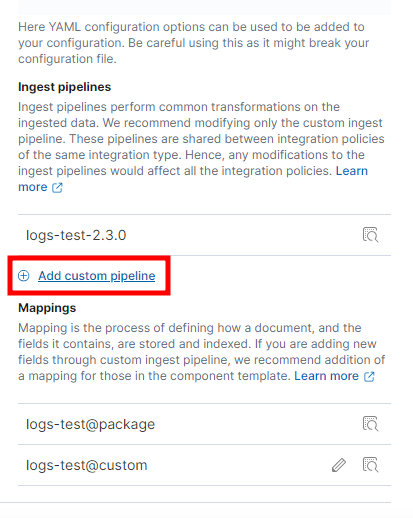 Here YAML configuration options can be used to be added to
your configuration. Be careful using this as it might break your
configuration file.
Ingest pipelines
Ingest pipelines perform common transformations on the
ingested data. We recommend modifying only the custom ingest
pipeline. These pipelines are shared between integration policies
of the same integration type. Hence, any modifications to the
ingest pipelines would affect all the integration policies. Learn
more
logs-test-2.3.0
Add custom pipeline
Mappings
Mapping is the process of defining how a document, and the
fields it contains, are stored and indexed. If you are adding new
fields through custom ingest pipeline, we recommend addition of
a mapping for those in the component template. Learn more
logs-test@package
logs-test@custom